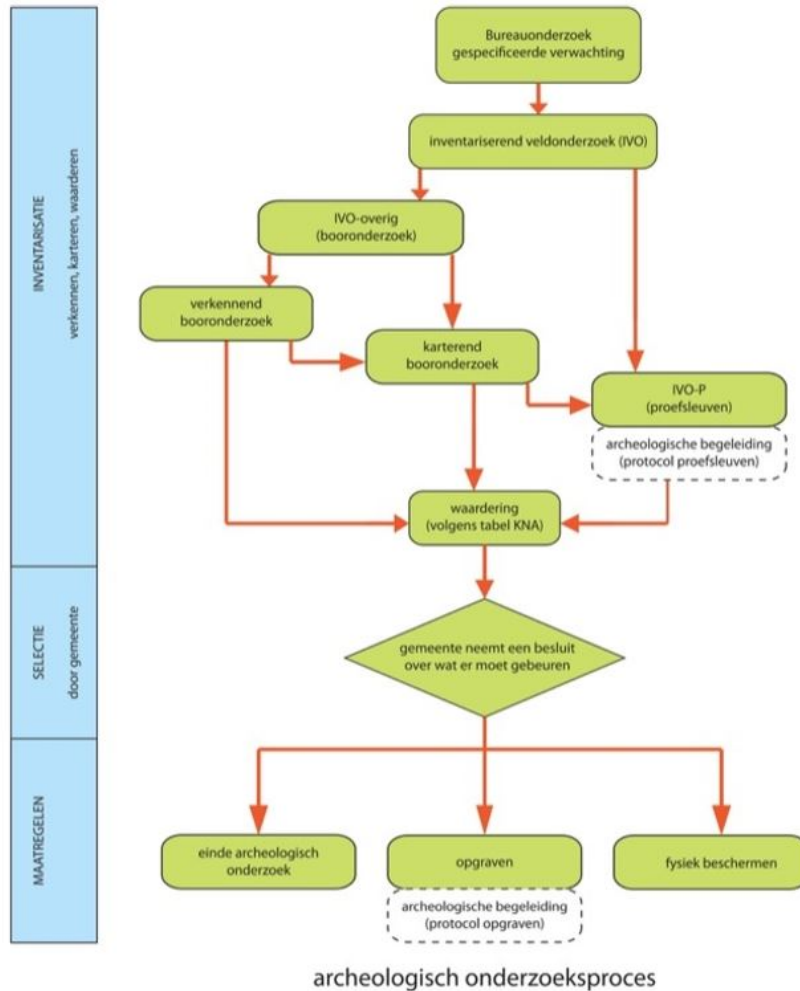 INVENTARISATIE
verkennen, karteren, waarderen
SELECTIE
door gemeente
MAATREGELEN
Bureauonderzoek
gespecificeerde verwachting
inventariserend veldonderzoek (IVO)
IVO-overig
(booronderzoek)
verkennend
booronderzoek
karterend
booronderzoek
IVO-P
(proefsleuven)
archeologische begeleiding
(protocol proefsleuven)
waardering
(volgens tabel KNA)
gemeente neemt een besluit
over wat er moet gebeuren
einde archeologisch
onderzoek
opgraven
archeologische begeleiding
(protocol opgraven)
fysiek beschermen
archeologisch onderzoeksproces